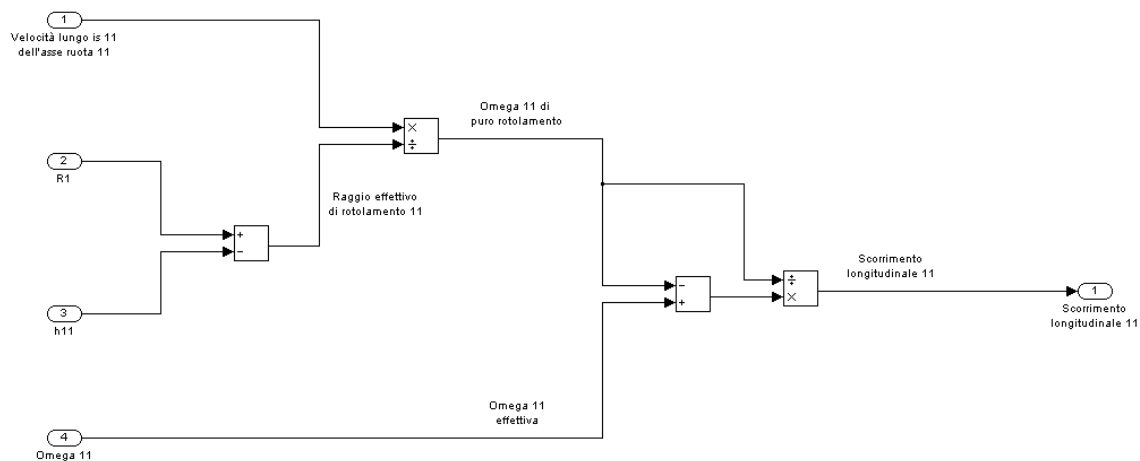 1
Velocità lungo is 11
dell'asse ruota 11
Omega 11 di
puro rotolamento
×
÷
2
R1
Raggio effettivo
di rotolamento 11
+
−
Scorrimento
longitudinale 11
÷
×
−
+
1
Scorrimento
longitudinale 11
3
h11
Omega 11
effettiva
4
Omega 11